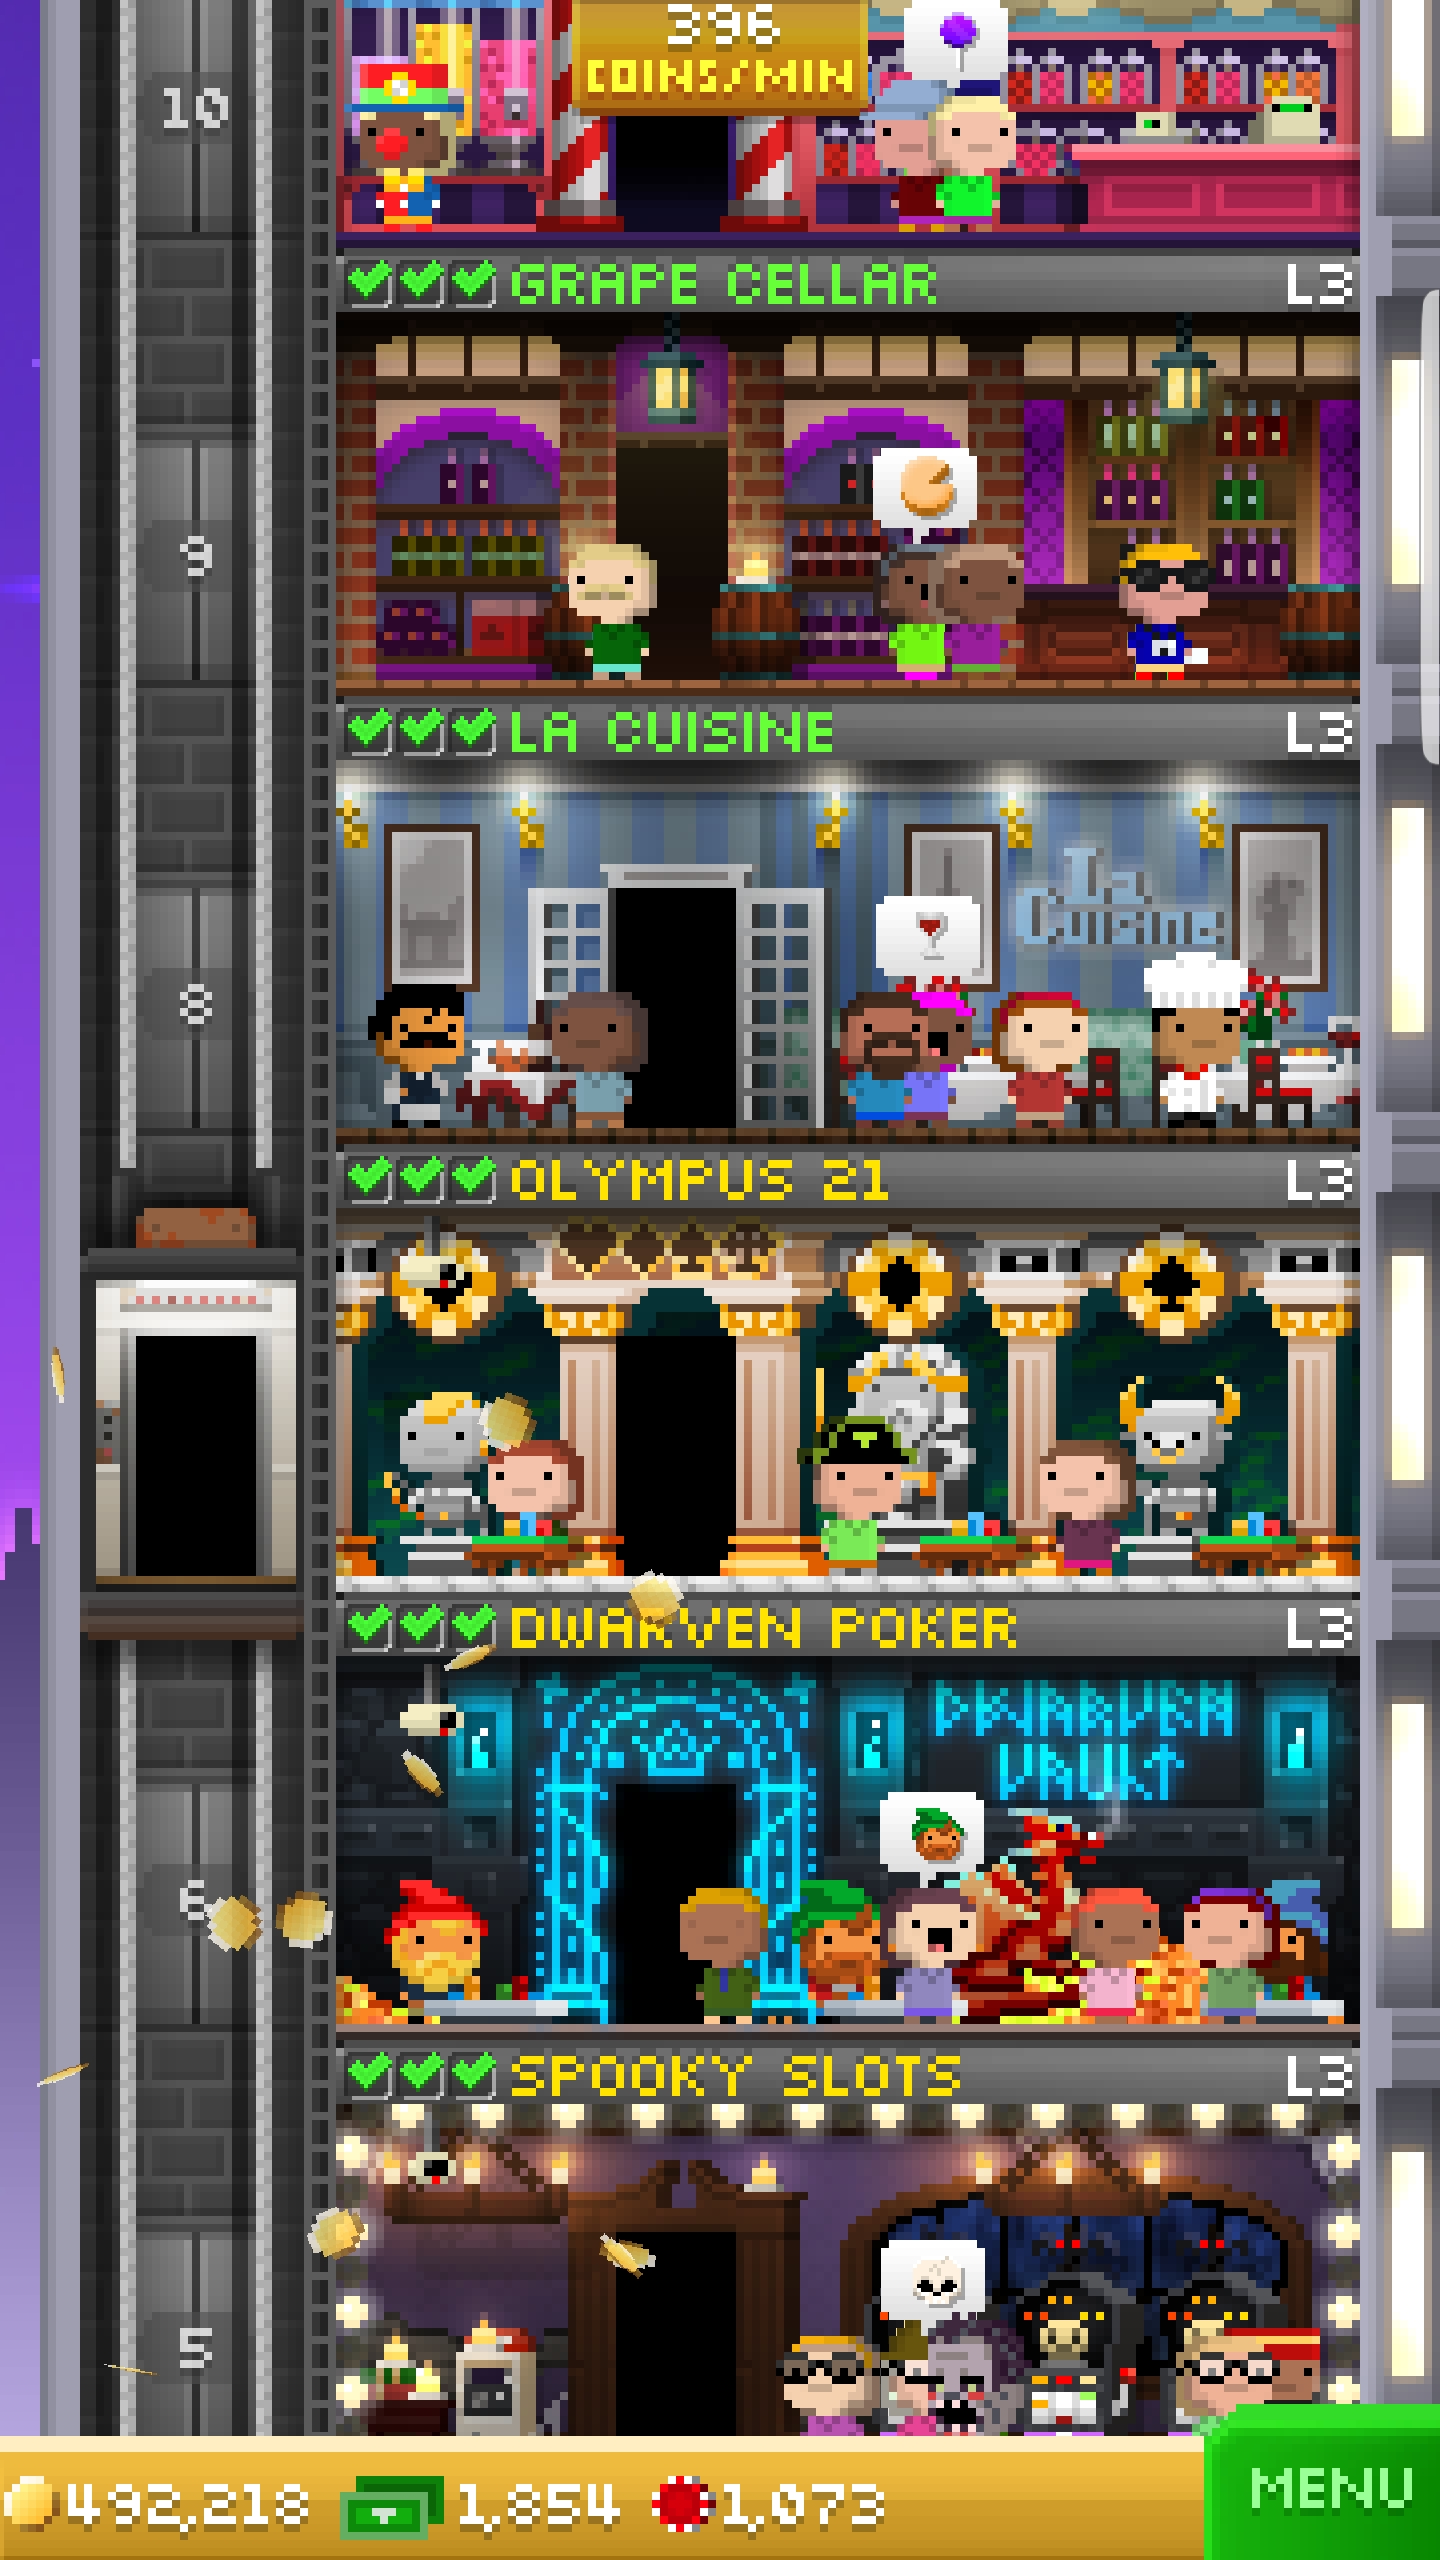 396
COINS/MIN
10
GRAPE CELLAR L3
9
LA CUISINE L3
La
Cuisine
8
OLYMPUS 21 L3
DWARVEN POKER L3
DWARVEN
VAULT
6
SPOOKY SLOTS L3
5
492,218 1,854 1,073
MENU